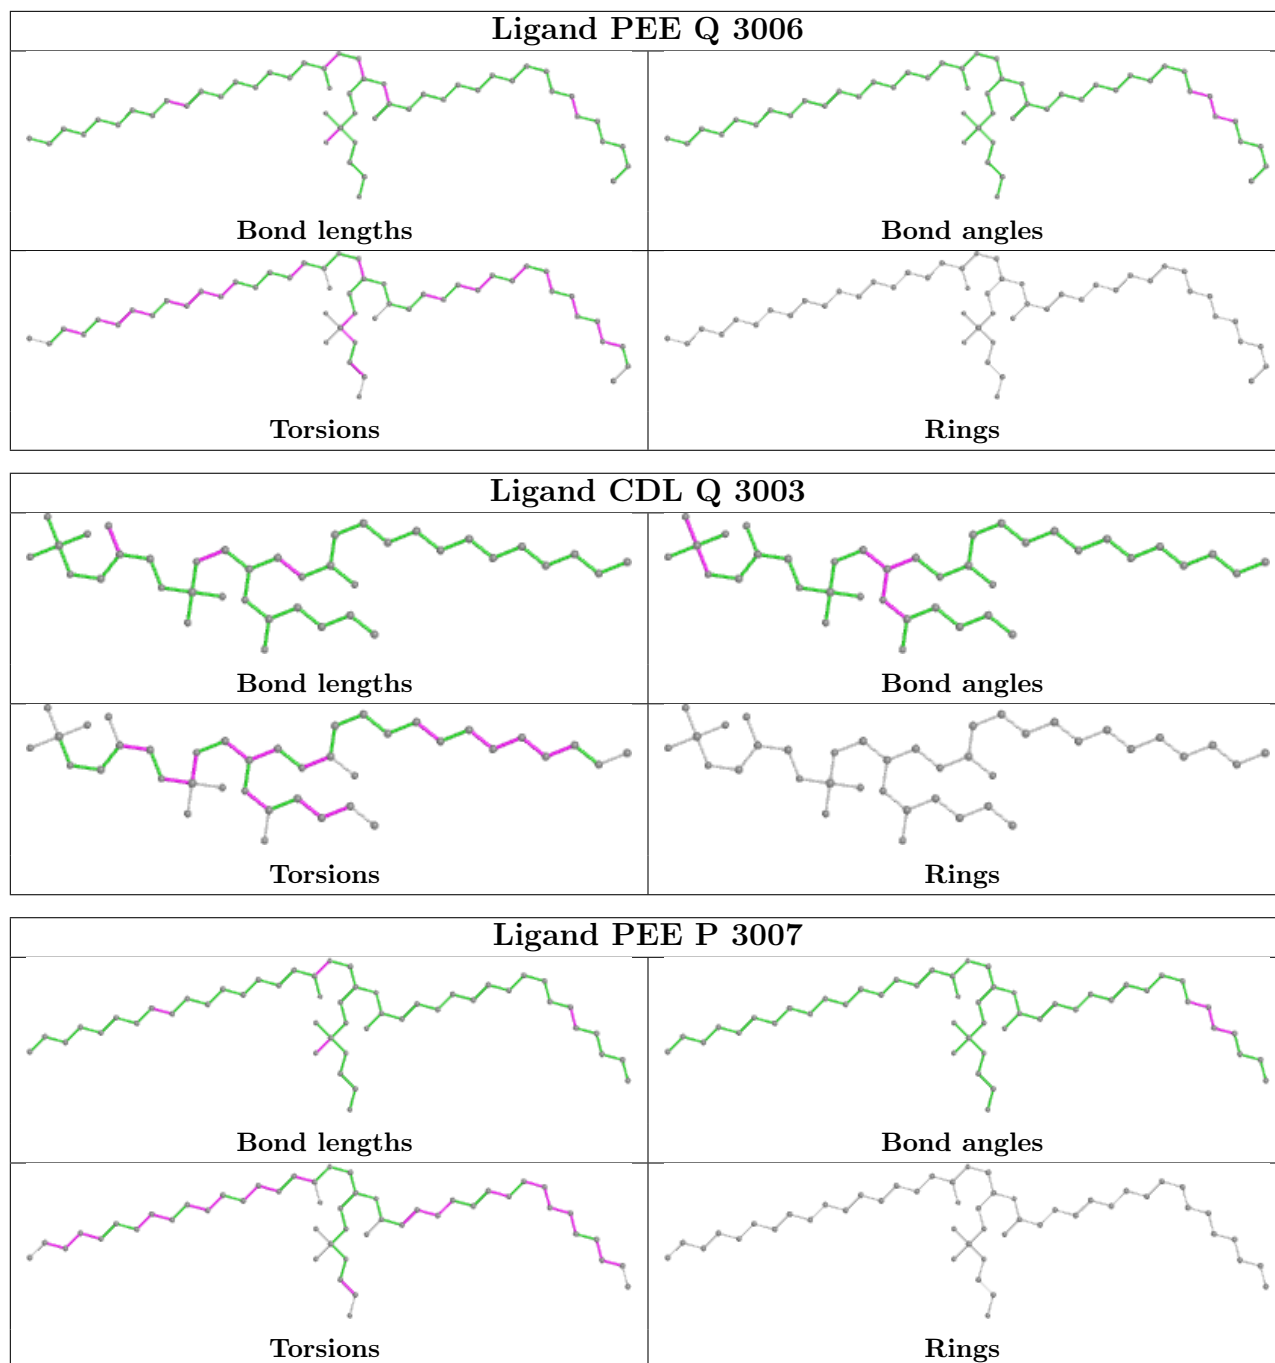 Ligand PEE Q 3006
Bond lengths
Bond angles
Torsions
Rings
Ligand CDL Q 3003
Bond lengths
Bond angles
Torsions
Rings
Ligand PEE P 3007
Bond lengths
Bond angles
Torsions
Rings